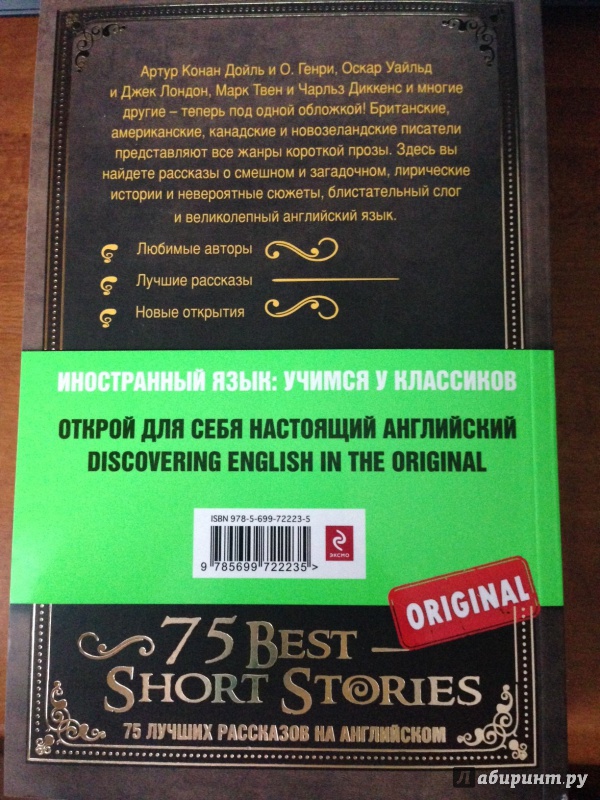 Артур Конан Дойль и О. Генри, Оскар Уайльд
и Джек Лондон, Марк Твен и Чарльз Диккенс и многие
другие – теперь под одной обложкой! Британские,
американские, канадские и новозеландские писатели
представляют все жанры короткой прозы. Здесь вы
найдете рассказы о смешном и загадочном, лирические
истории и невероятные сюжеты, блистательный слог
и великолепный английский язык.
Любимые авторы
Лучшие рассказы
Новые открытия
ИНОСТРАННЫЙ ЯЗЫК: УЧИМСЯ У КЛАССИКОВ
ОТКРОЙ ДЛЯ СЕБЯ НАСТОЯЩИЙ АНГЛИЙСКИЙ
DISCOVERING ENGLISH IN THE ORIGINAL
ISBN 978-5-699-72223-5
ЭКСМО
9 785699 722235 >
ORIGINAL
75 BEST
SHORT STORIES
75 ЛУЧШИХ РАССКАЗОВ НА АНГЛИЙСКОМ
Лабиринт.ру